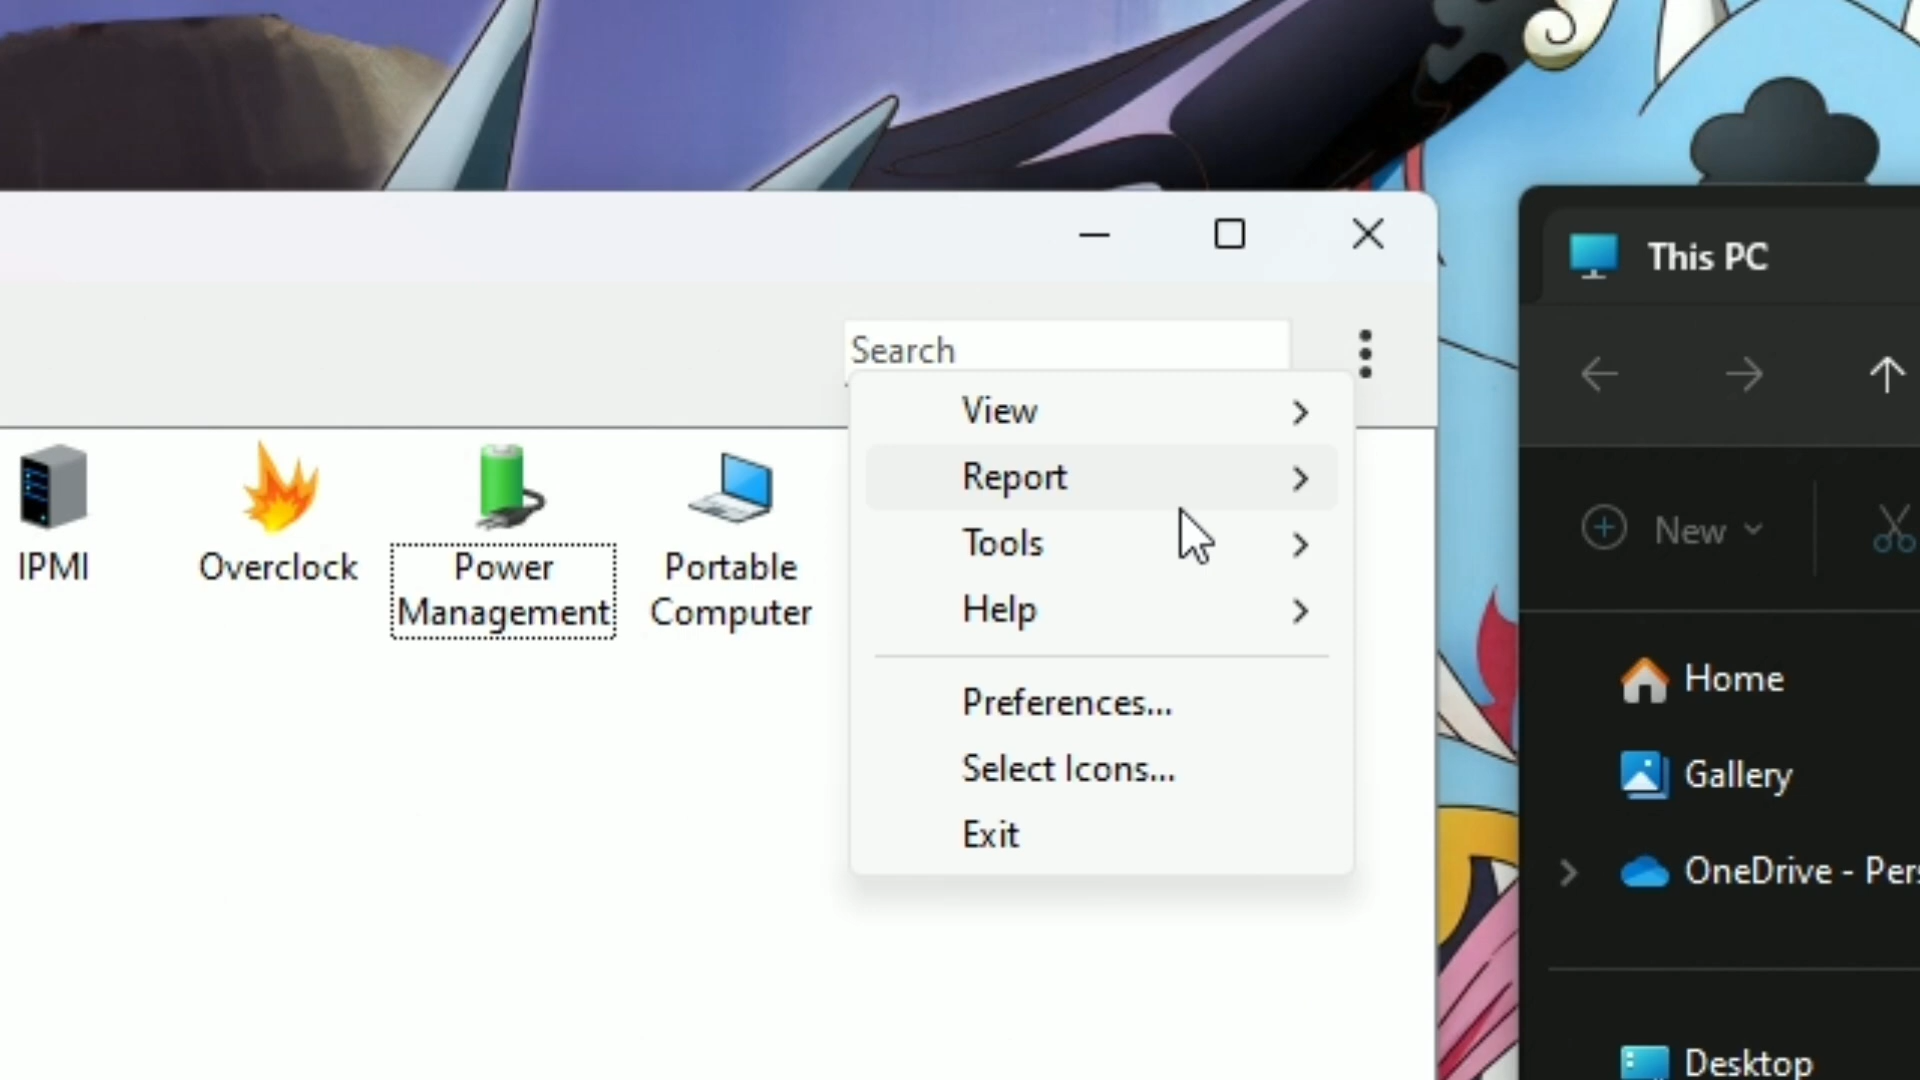 This PC
Search
View
Report
Tools
Help
Preferences...
Select Icons...
Exit
IPMI
Overclock
Power
Management
Portable
Computer
New
Home
Gallery
OneDrive - Pers
Desktop